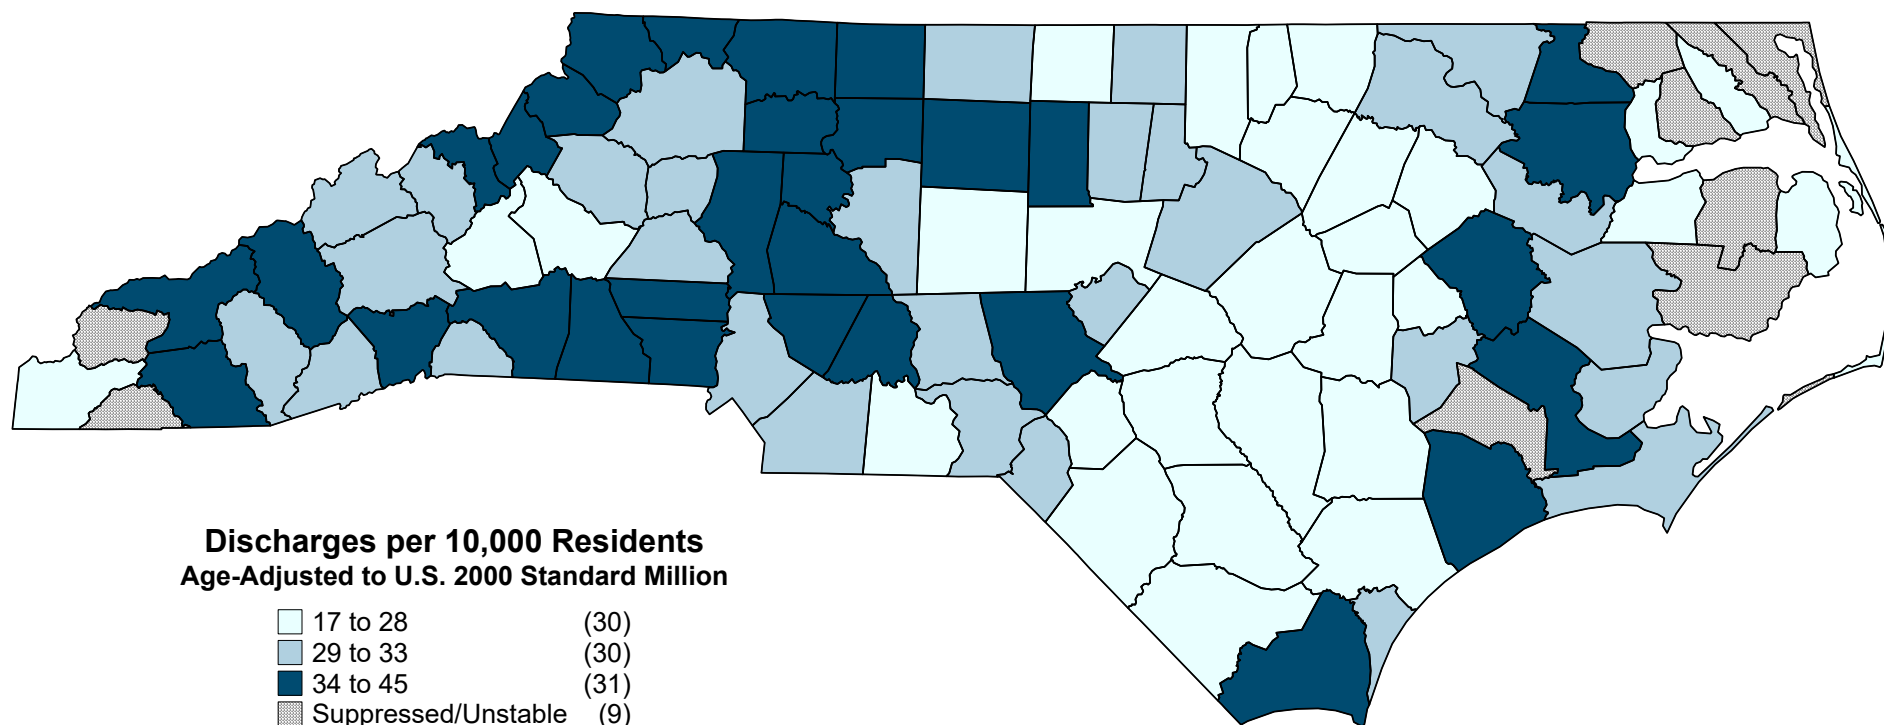 Discharges per 10,000 Residents
Age-Adjusted to U.S. 2000 Standard Million
17 to 28 (30)
29 to 33 (30)
34 to 45 (31)
Suppressed/Unstable (9)